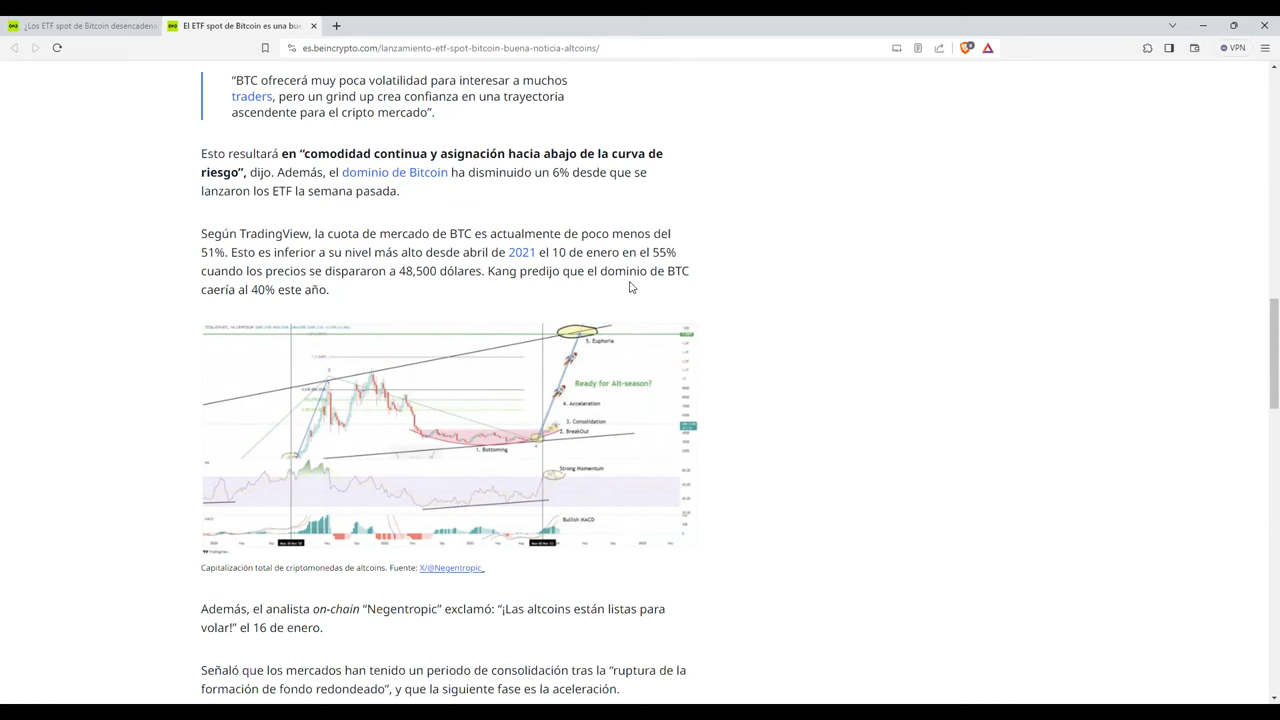 ¿Los ETF spot de Bitcoin desencadena
El ETF spot de Bitcoin es una bue
es.beincrypto.com/lanzamiento-etf-spot-bitcoin-buena-noticia-altcoins/
VPN
“BTC ofrecerá muy poca volatilidad para interesar a muchos
traders, pero un grind up crea confianza en una trayectoria
ascendente para el cripto mercado”.
Esto resultará en “comodidad continua y asignación hacia abajo de la curva de
riesgo”, dijo. Además, el dominio de Bitcoin ha disminuido un 6% desde que se
lanzaron los ETF la semana pasada.
Según TradingView, la cuota de mercado de BTC es actualmente de poco menos del
51%. Esto es inferior a su nivel más alto desde abril de 2021 el 10 de enero en el 55%
cuando los precios se dispararon a 48,500 dólares. Kang predijo que el dominio de BTC
caería al 40% este año.
5. Euphoria
Ready for Alt-season?
4. Acceleration
3. Consolidation
2. BreakOut
1. Bottoming
Strong Momentum
Bullish MACD
TradingView
Capitalización total de criptomonedas de altcoins. Fuente: X/@Negentropic_
Además, el analista on-chain “Negentropic” exclamó: “¡Las altcoins están listas para
volar!” el 16 de enero.
Señaló que los mercados han tenido un periodo de consolidación tras la “ruptura de la
formación de fondo redondeado”, y que la siguiente fase es la aceleración.